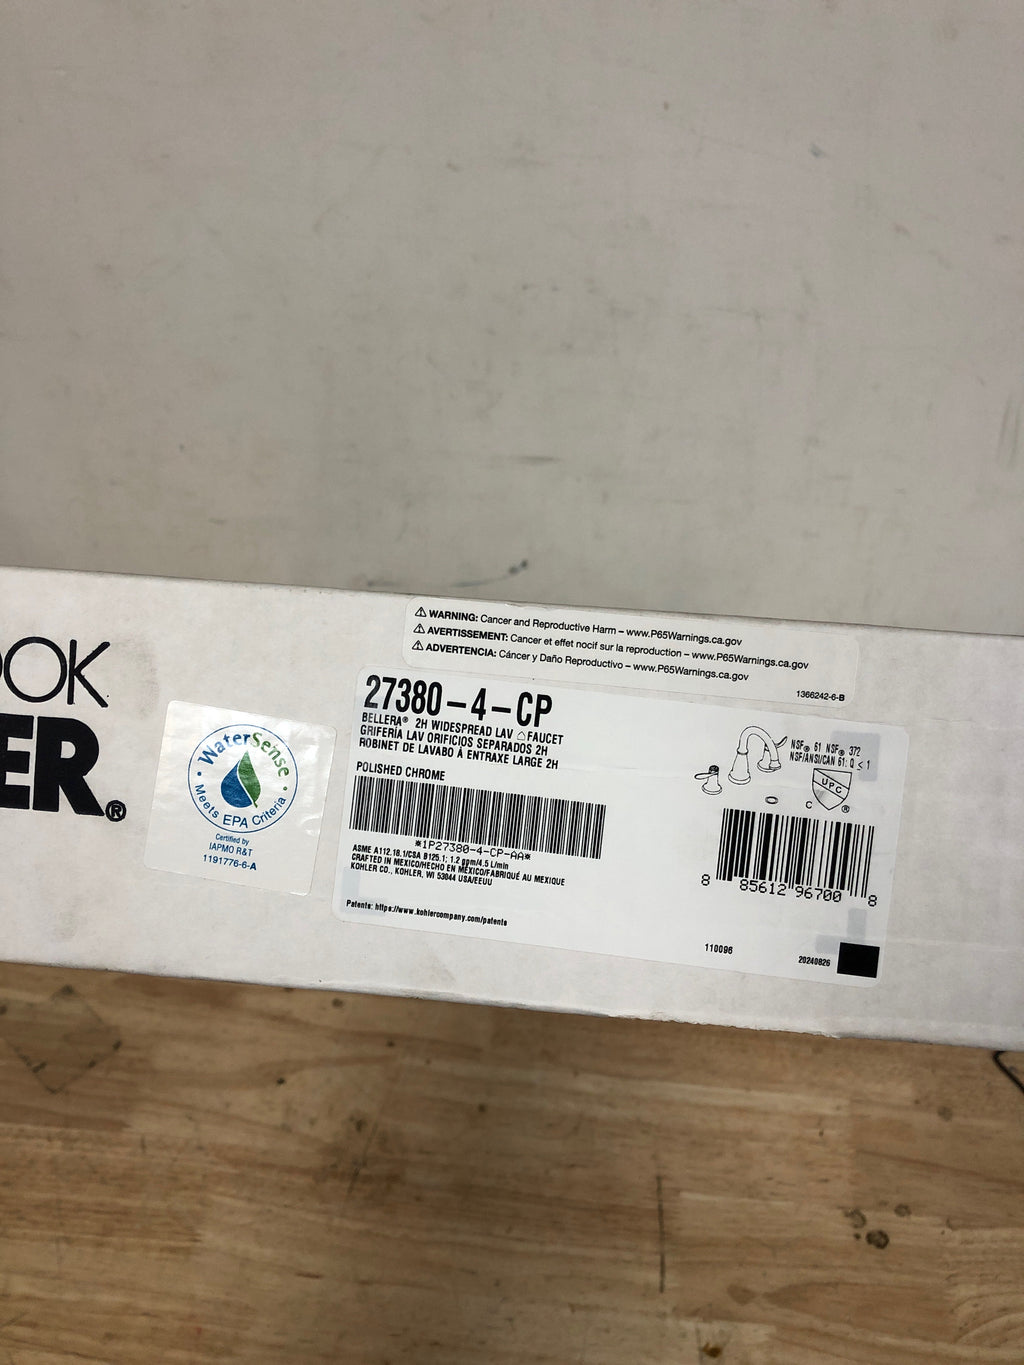 OOK
ER®
WaterSense
Meets EPA Criteria
Certified by
IAPMO R&T
1191776-6-A
⚠ WARNING: Cancer and Reproductive Harm – www.P65Warnings.ca.gov
⚠ AVERTISSEMENT: Cancer et effet nocif sur la reproduction – www.P65Warnings.ca.gov
⚠ ADVERTENCIA: Cáncer y Daño Reproductivo – www.P65Warnings.ca.gov
1366242-6-B
27380-4-CP
BELLERA® 2H WIDESPREAD LAV FAUCET
GRIFERÍA LAV ORIFICIOS SEPARADOS 2H
ROBINET DE LAVABO À ENTRAXE LARGE 2H
POLISHED CHROME
*1P27380-4-CP-AA*
ASME A112.18.1/CSA B125.1; 1.2 gpm/4.5 L/min
CRAFTED IN MEXICO/HECHO EN MÉXICO/FABRIQUÉ AU MEXIQUE
KOHLER CO., KOHLER, WI 53044 USA/EEUU
Patents: https://www.kohlercompany.com/patents
NSF® 61 NSF® 372
NSF/ANSI/CAN 61: Q ≤ 1
UPC
C ®
8 85612 96700 8
110096
20240826